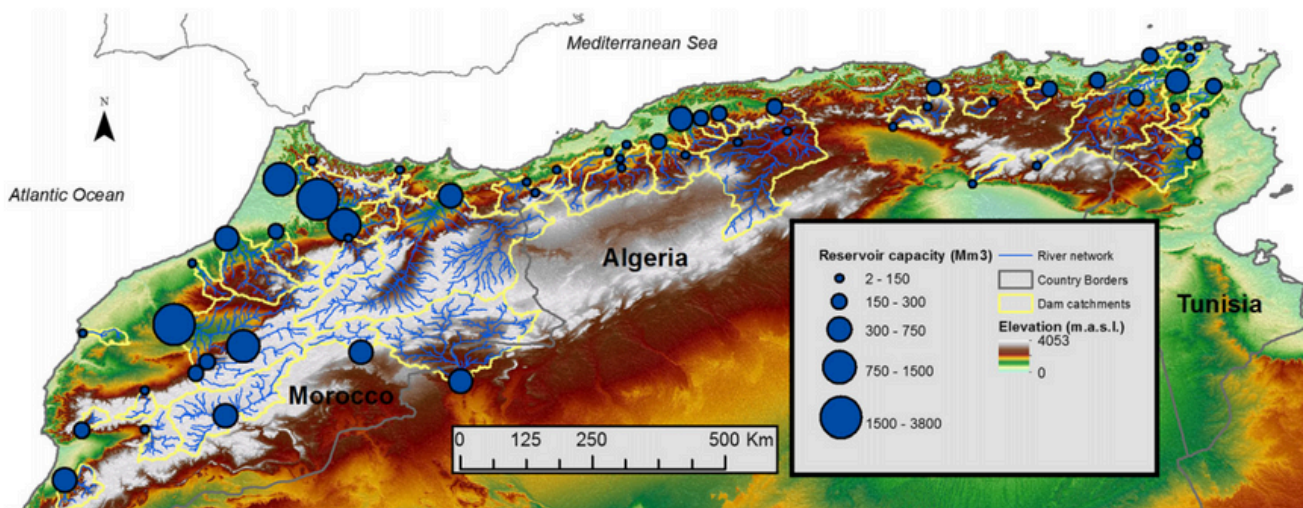 Mediterranean Sea
N
Atlantic Ocean
Algeria
Morocco
Tunisia
Reservoir capacity (Mm3)
2 - 150
150 - 300
300 - 750
750 - 1500
1500 - 3800
River network
Country Borders
Dam catchments
Elevation (m.a.s.l.)
4053
0
0 125 250 500 Km